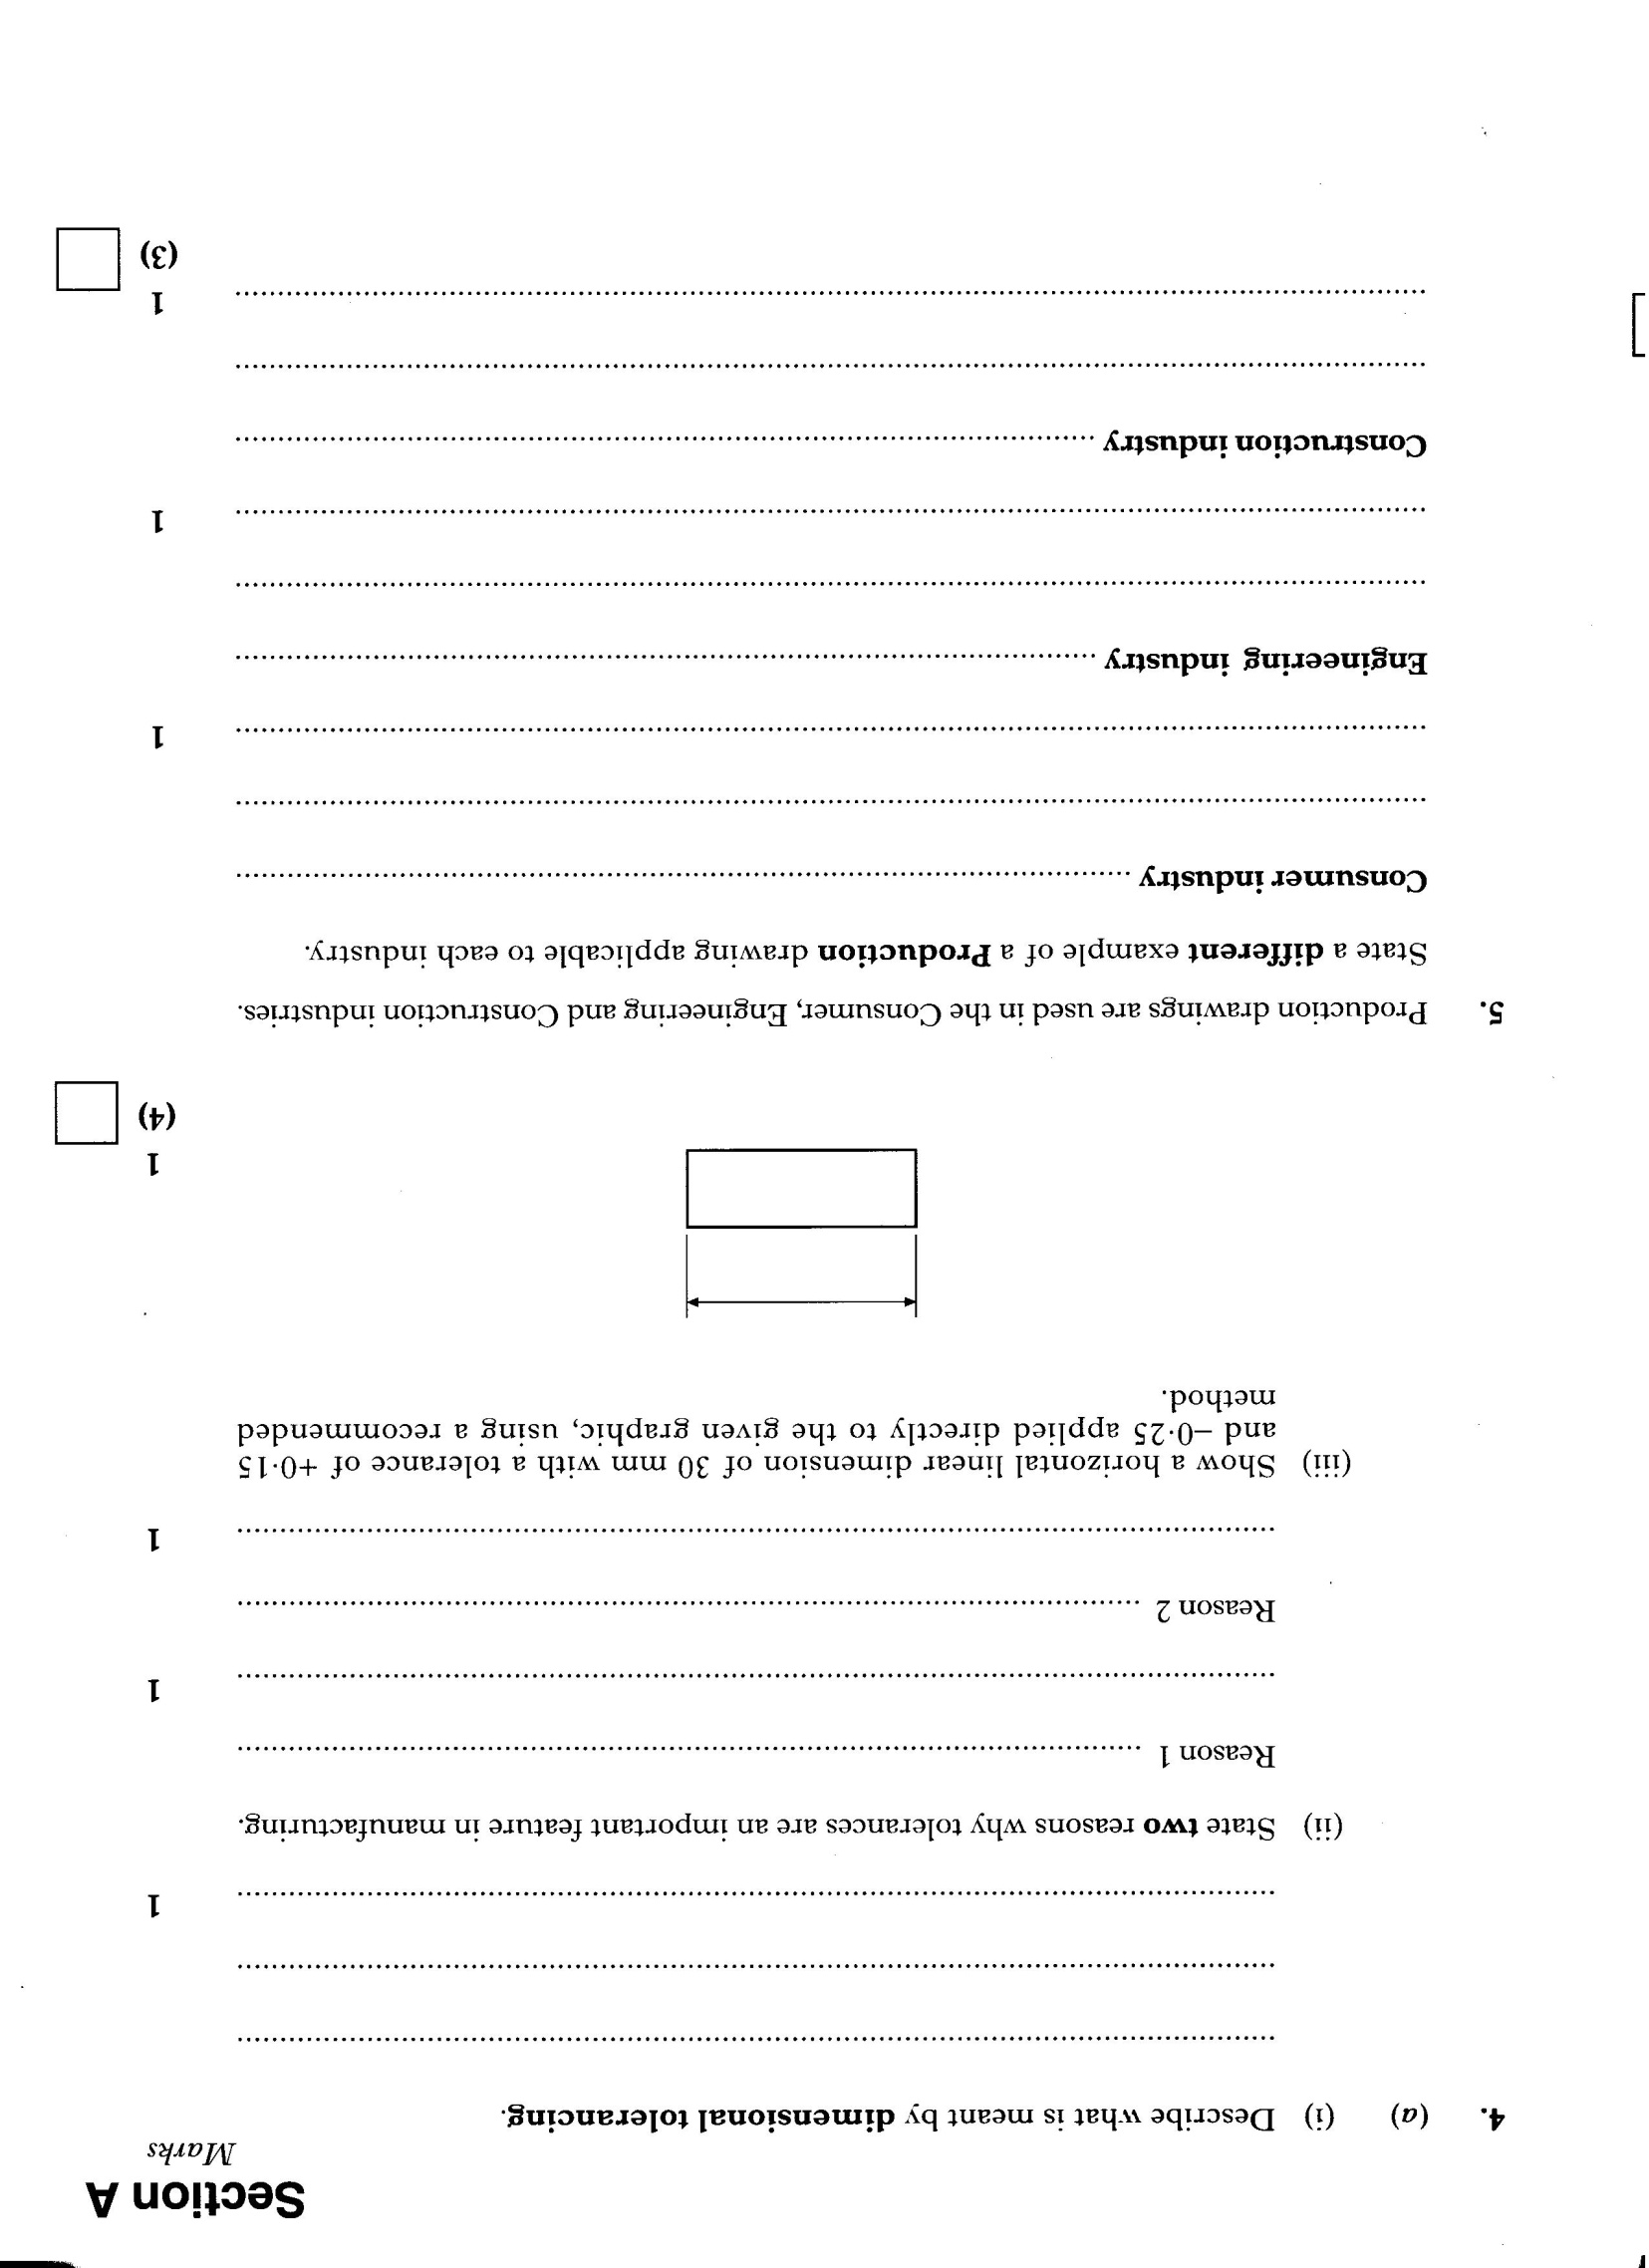 Section A
Marks
4. (a) (i) Describe what is meant by dimensional tolerancing.
..........
..........
.......... 1
(ii) State two reasons why tolerances are an important feature in manufacturing.
Reason 1 ..........
.......... 1
Reason 2 ..........
.......... 1
(iii) Show a horizontal linear dimension of 30 mm with a tolerance of +0·15
and –0·25 applied directly to the given graphic, using a recommended
method.
1
(4)
5. Production drawings are used in the Consumer, Engineering and Construction industries.
State a different example of a Production drawing applicable to each industry.
Consumer industry ..........
..........
.......... 1
Engineering industry ..........
..........
.......... 1
Construction industry ..........
..........
.......... 1
(3)